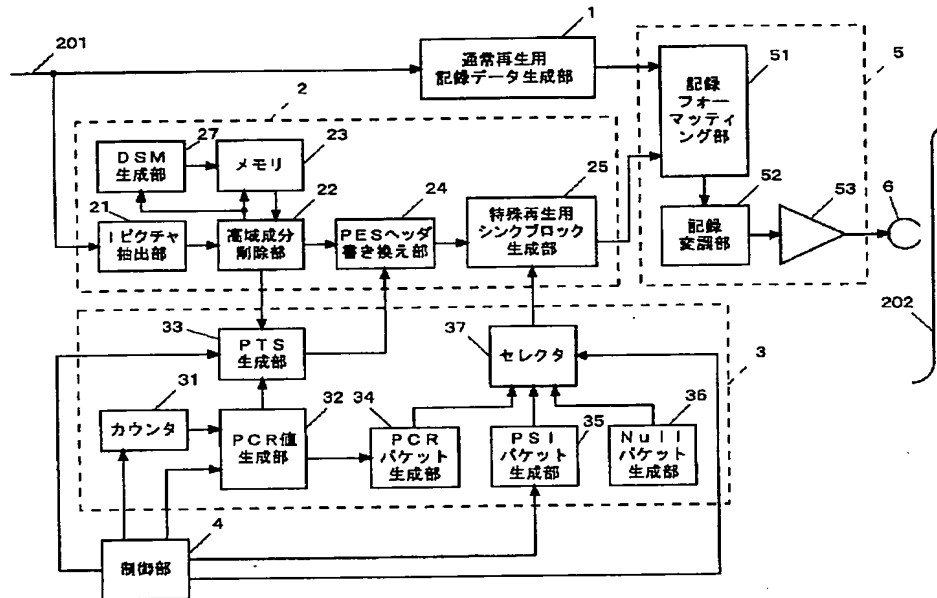 201
1
通常再生用
記録データ生成部
51
5
記録
フォー
マッティ
ング部
2
27
DSM
生成部
23
メモリ
21
Iピクチャ
抽出部
22
高域成分
削除部
24
PESヘッダ
書き換え部
25
特殊再生用
シンクブロック
生成部
52
記録
変調部
53
6
202
33
PTS
生成部
37
セレクタ
3
31
カウンタ
32
PCR値
生成部
34
PCR
パケット
生成部
35
PSI
パケット
生成部
36
Null
パケット
生成部
4
制御部